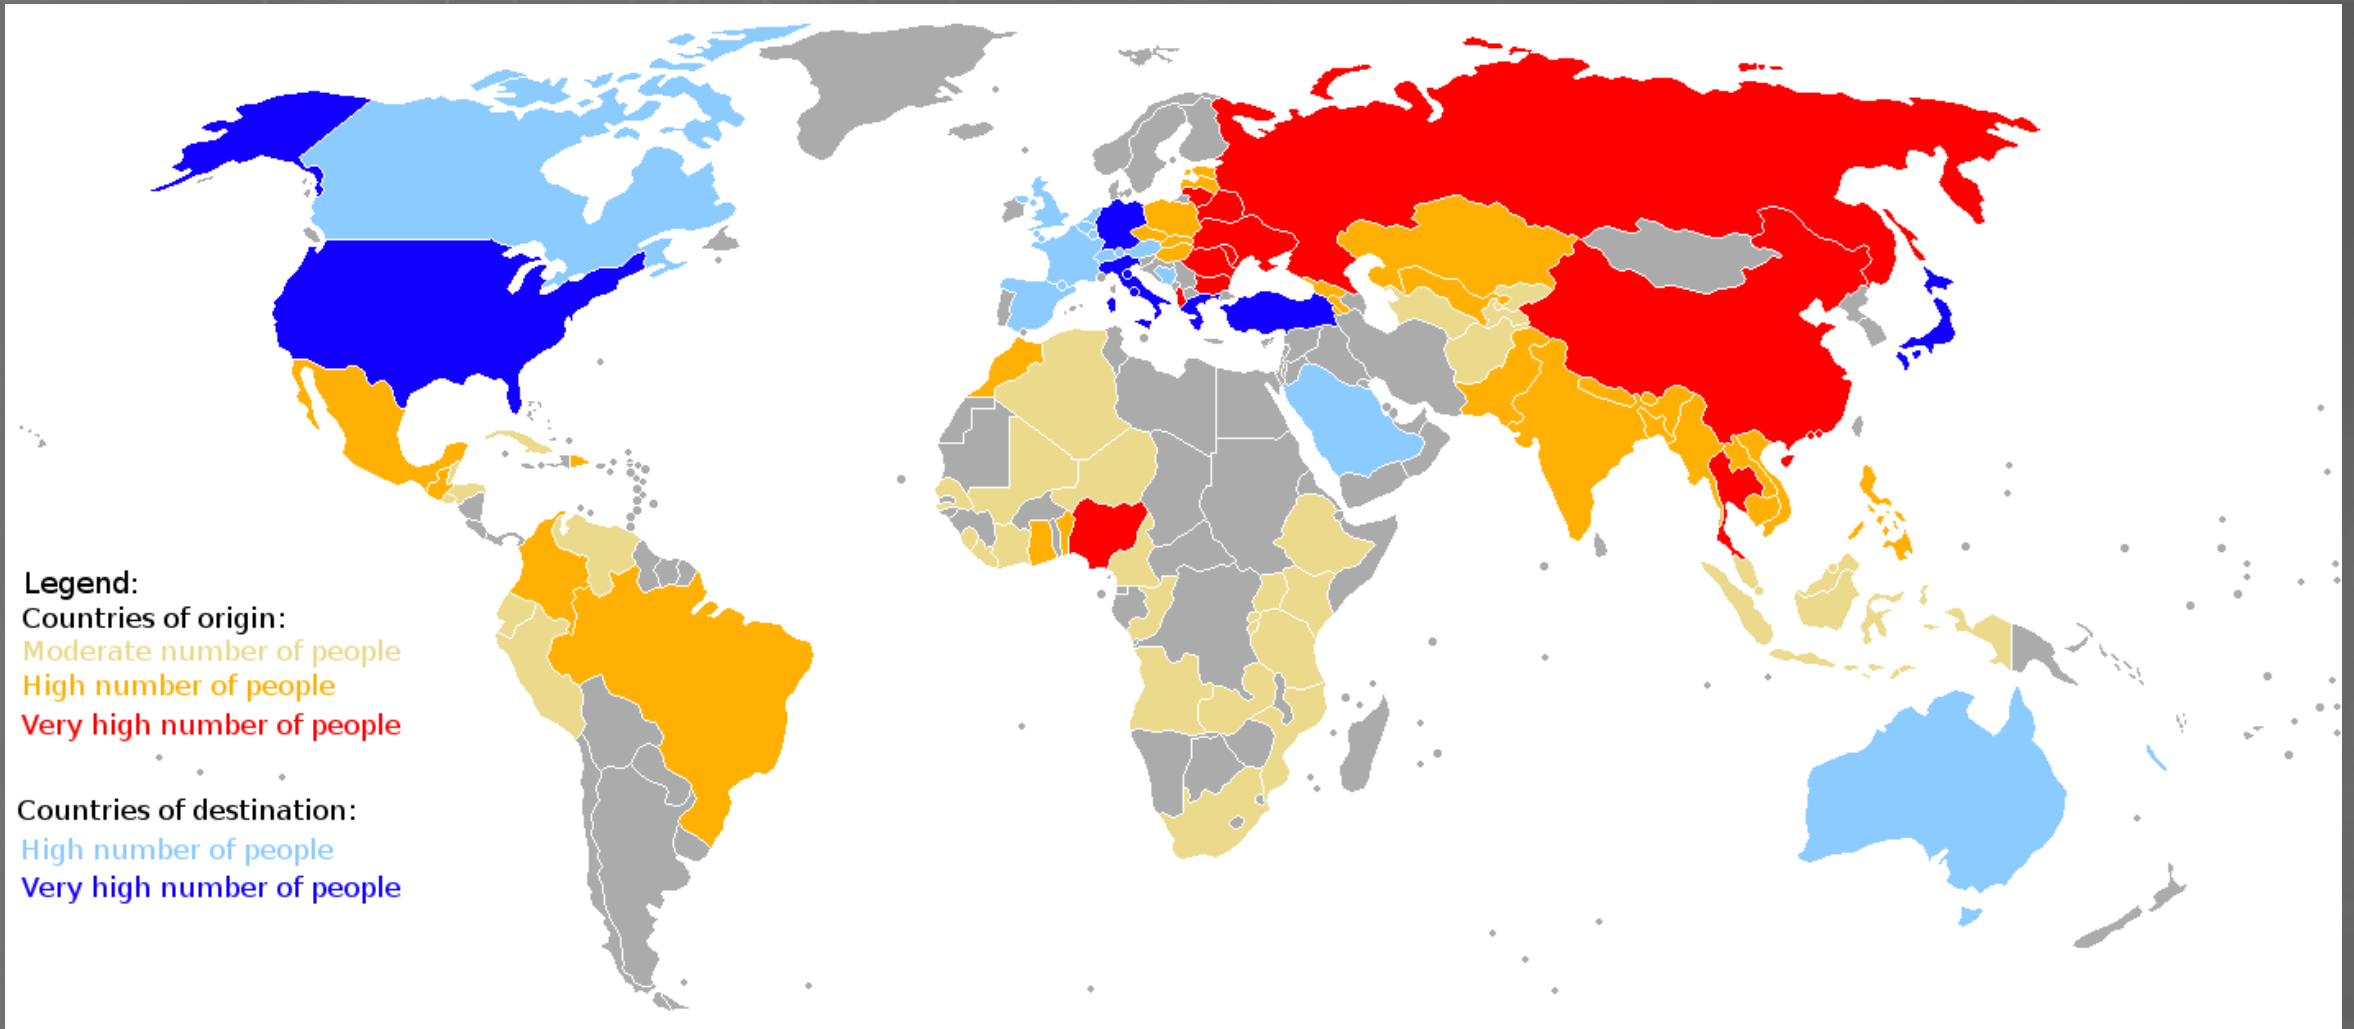 Legend:
Countries of origin:
Moderate number of people
High number of people
Very high number of people
Countries of destination:
High number of people
Very high number of people